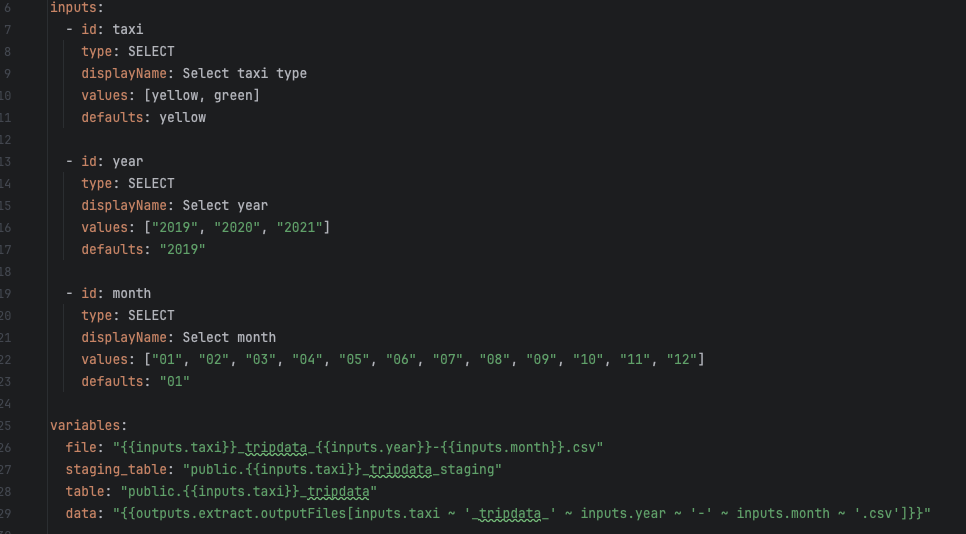 6 inputs:
7 - id: taxi
8 type: SELECT
9 displayName: Select taxi type
10 values: [yellow, green]
11 defaults: yellow
12
13 - id: year
14 type: SELECT
15 displayName: Select year
16 values: ["2019", "2020", "2021"]
17 defaults: "2019"
18
19 - id: month
20 type: SELECT
21 displayName: Select month
22 values: ["01", "02", "03", "04", "05", "06", "07", "08", "09", "10", "11", "12"]
23 defaults: "01"
24
25 variables:
26 file: "{{inputs.taxi}}_tripdata_{{inputs.year}}-{{inputs.month}}.csv"
27 staging_table: "public.{{inputs.taxi}}_tripdata_staging"
28 table: "public.{{inputs.taxi}}_tripdata"
29 data: "{{outputs.extract.outputFiles[inputs.taxi ~ '_tripdata_' ~ inputs.year ~ '-' ~ inputs.month ~ '.csv']}}"